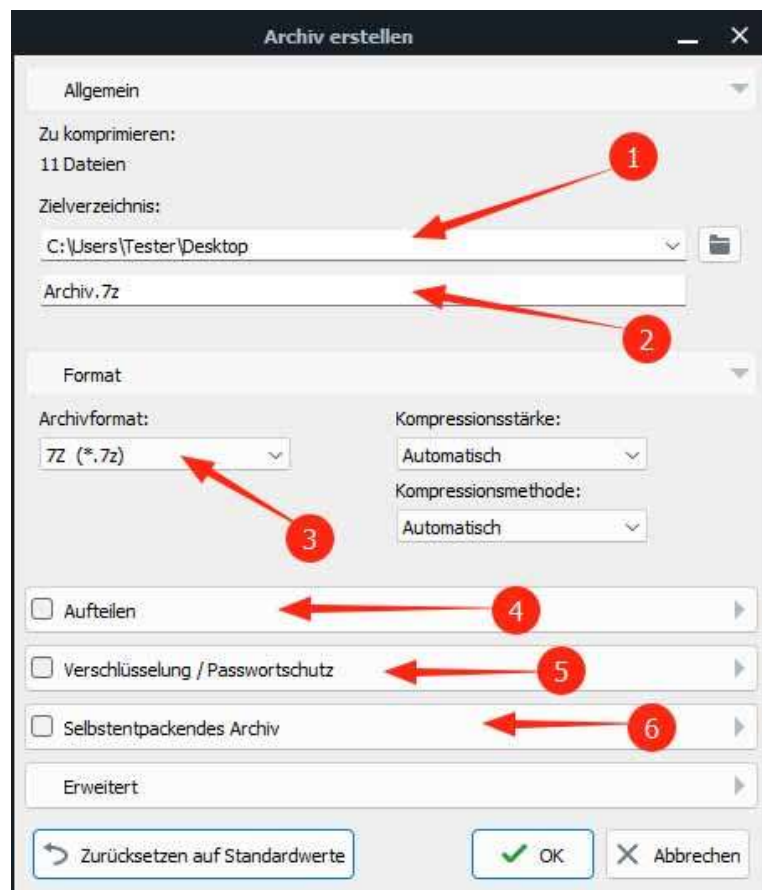 Archiv erstellen
Allgemein
Zu komprimieren:
11 Dateien
1
Zielverzeichnis:
C:\Users\Tester\Desktop
Archiv.7z
2
Format
Archivformat:
Kompressionsstärke:
7Z (*.7z)
Automatisch
Kompressionsmethode:
3
Automatisch
Aufteilen
4
Verschlüsselung / Passwortschutz
5
Selbstentpackendes Archiv
6
Erweitert
Zurücksetzen auf Standardwerte
OK
Abbrechen